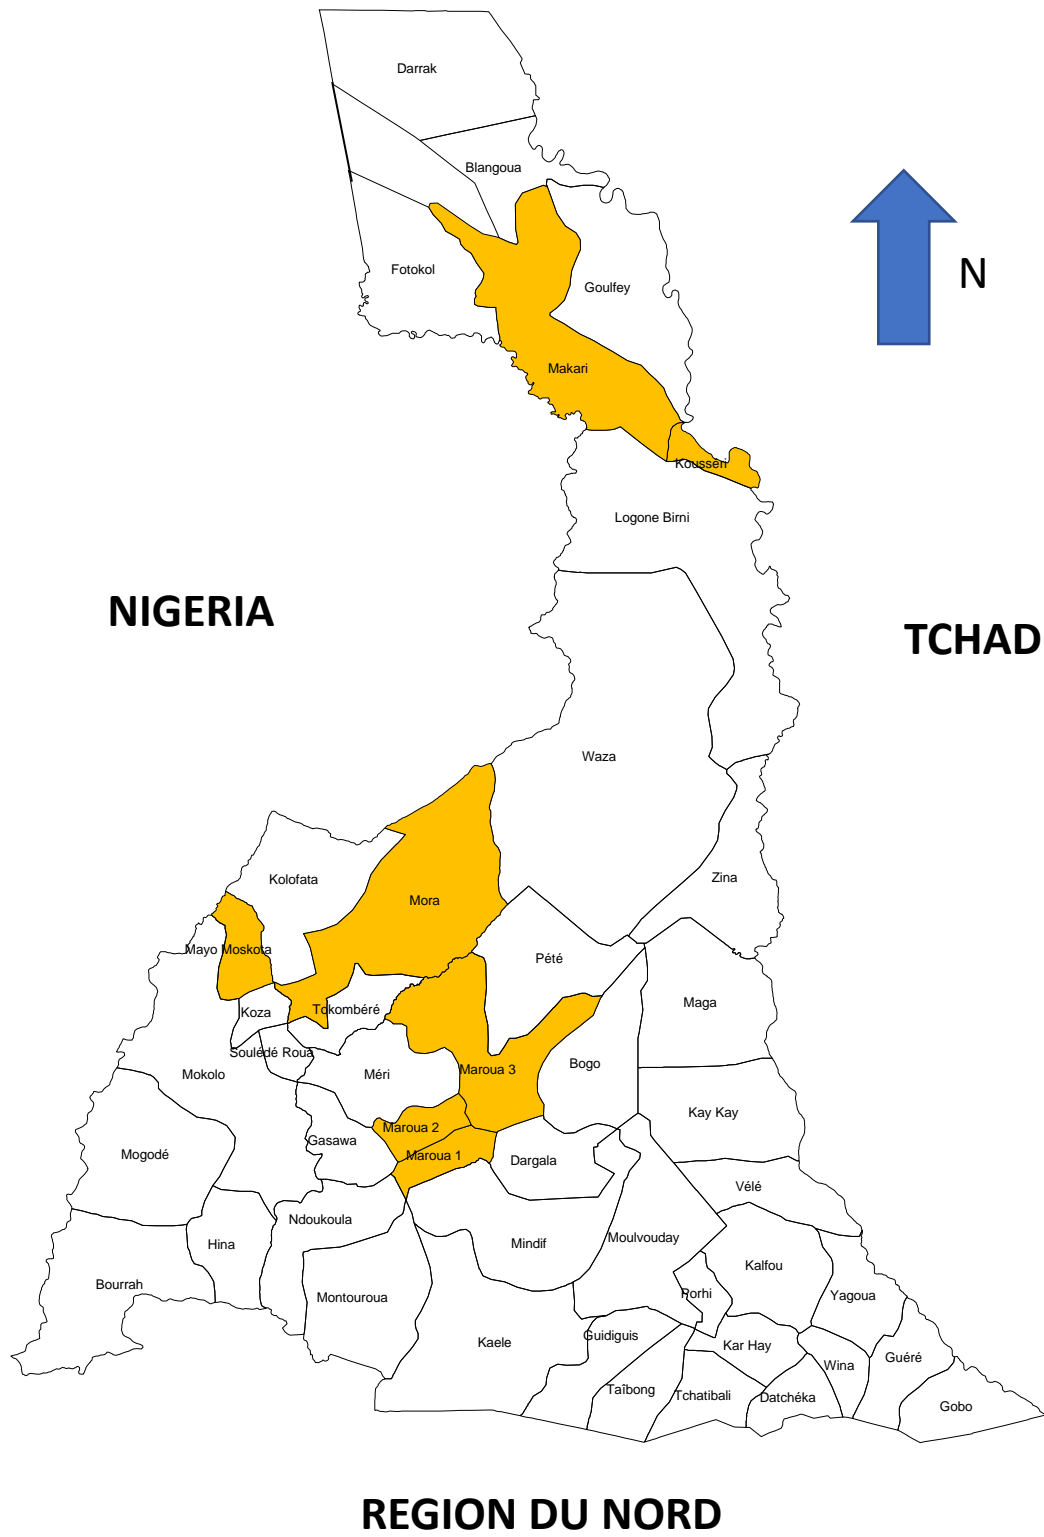 Darrak
Blangoua
Fotokol
N
Goulfey
Makari
Kousseri
Logone Birni
NIGERIA
TCHAD
Waza
Kolofata
Zina
Mora
Mayo Moskota
Pété
Maga
Koza
Tokombéré
Soulédé Roua
Mokolo
Méri
Maroua 3
Bogo
Kay Kay
Maroua 2
Gasawa
Mogodé
Maroua 1
Dargala
Vélé
Ndoukoula
Moulvouday
Hina
Mindif
Kalfou
Bourrah
Montouroua
Porhi
Yagoua
Guidiguis
Kaele
Kar Hay
Guéré
Wina
Taîbong
Tchatibali
Datchéka
Gobo
REGION DU NORD